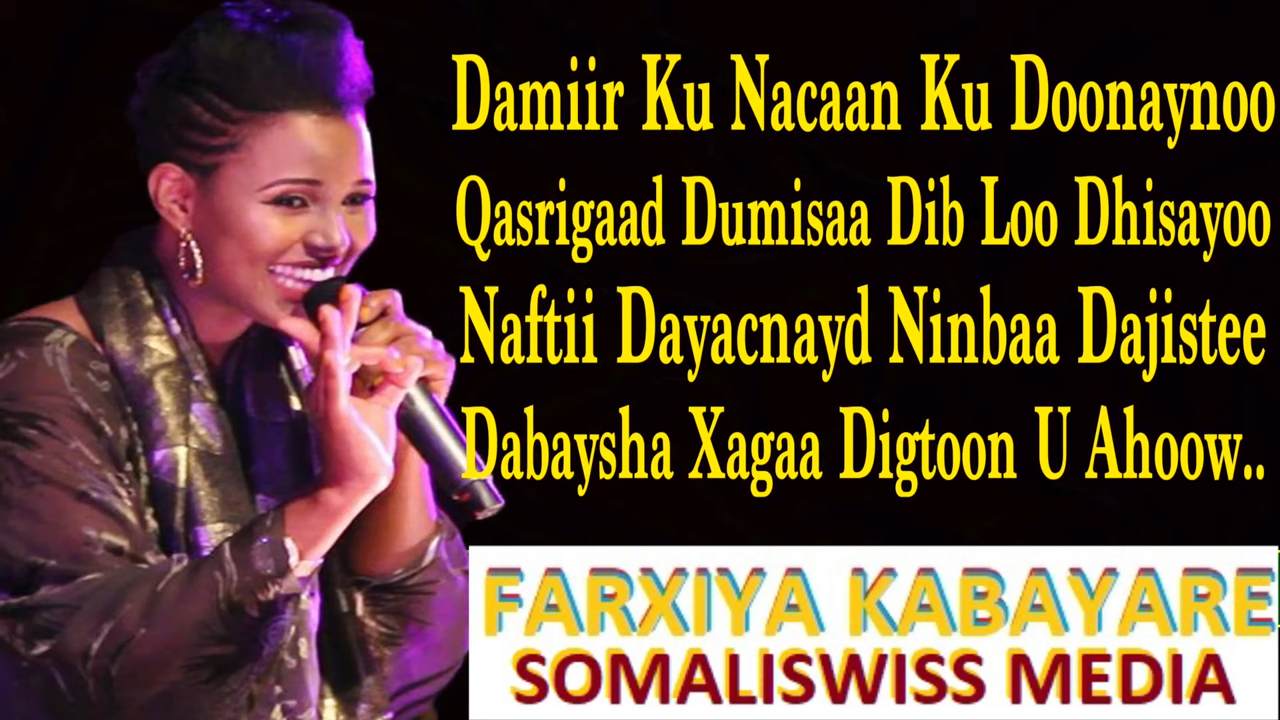 Damiir Ku Nacaan Ku Doonaynoo
Qasrigaad Dumisaa Dib Loo Dhisayoo
Naftii Dayacnayd Ninbaa Dajistee
Dabaysha Xagaa Digtoon U Ahoow..
FARXIYA KABAYARE
SOMALISWISS MEDIA